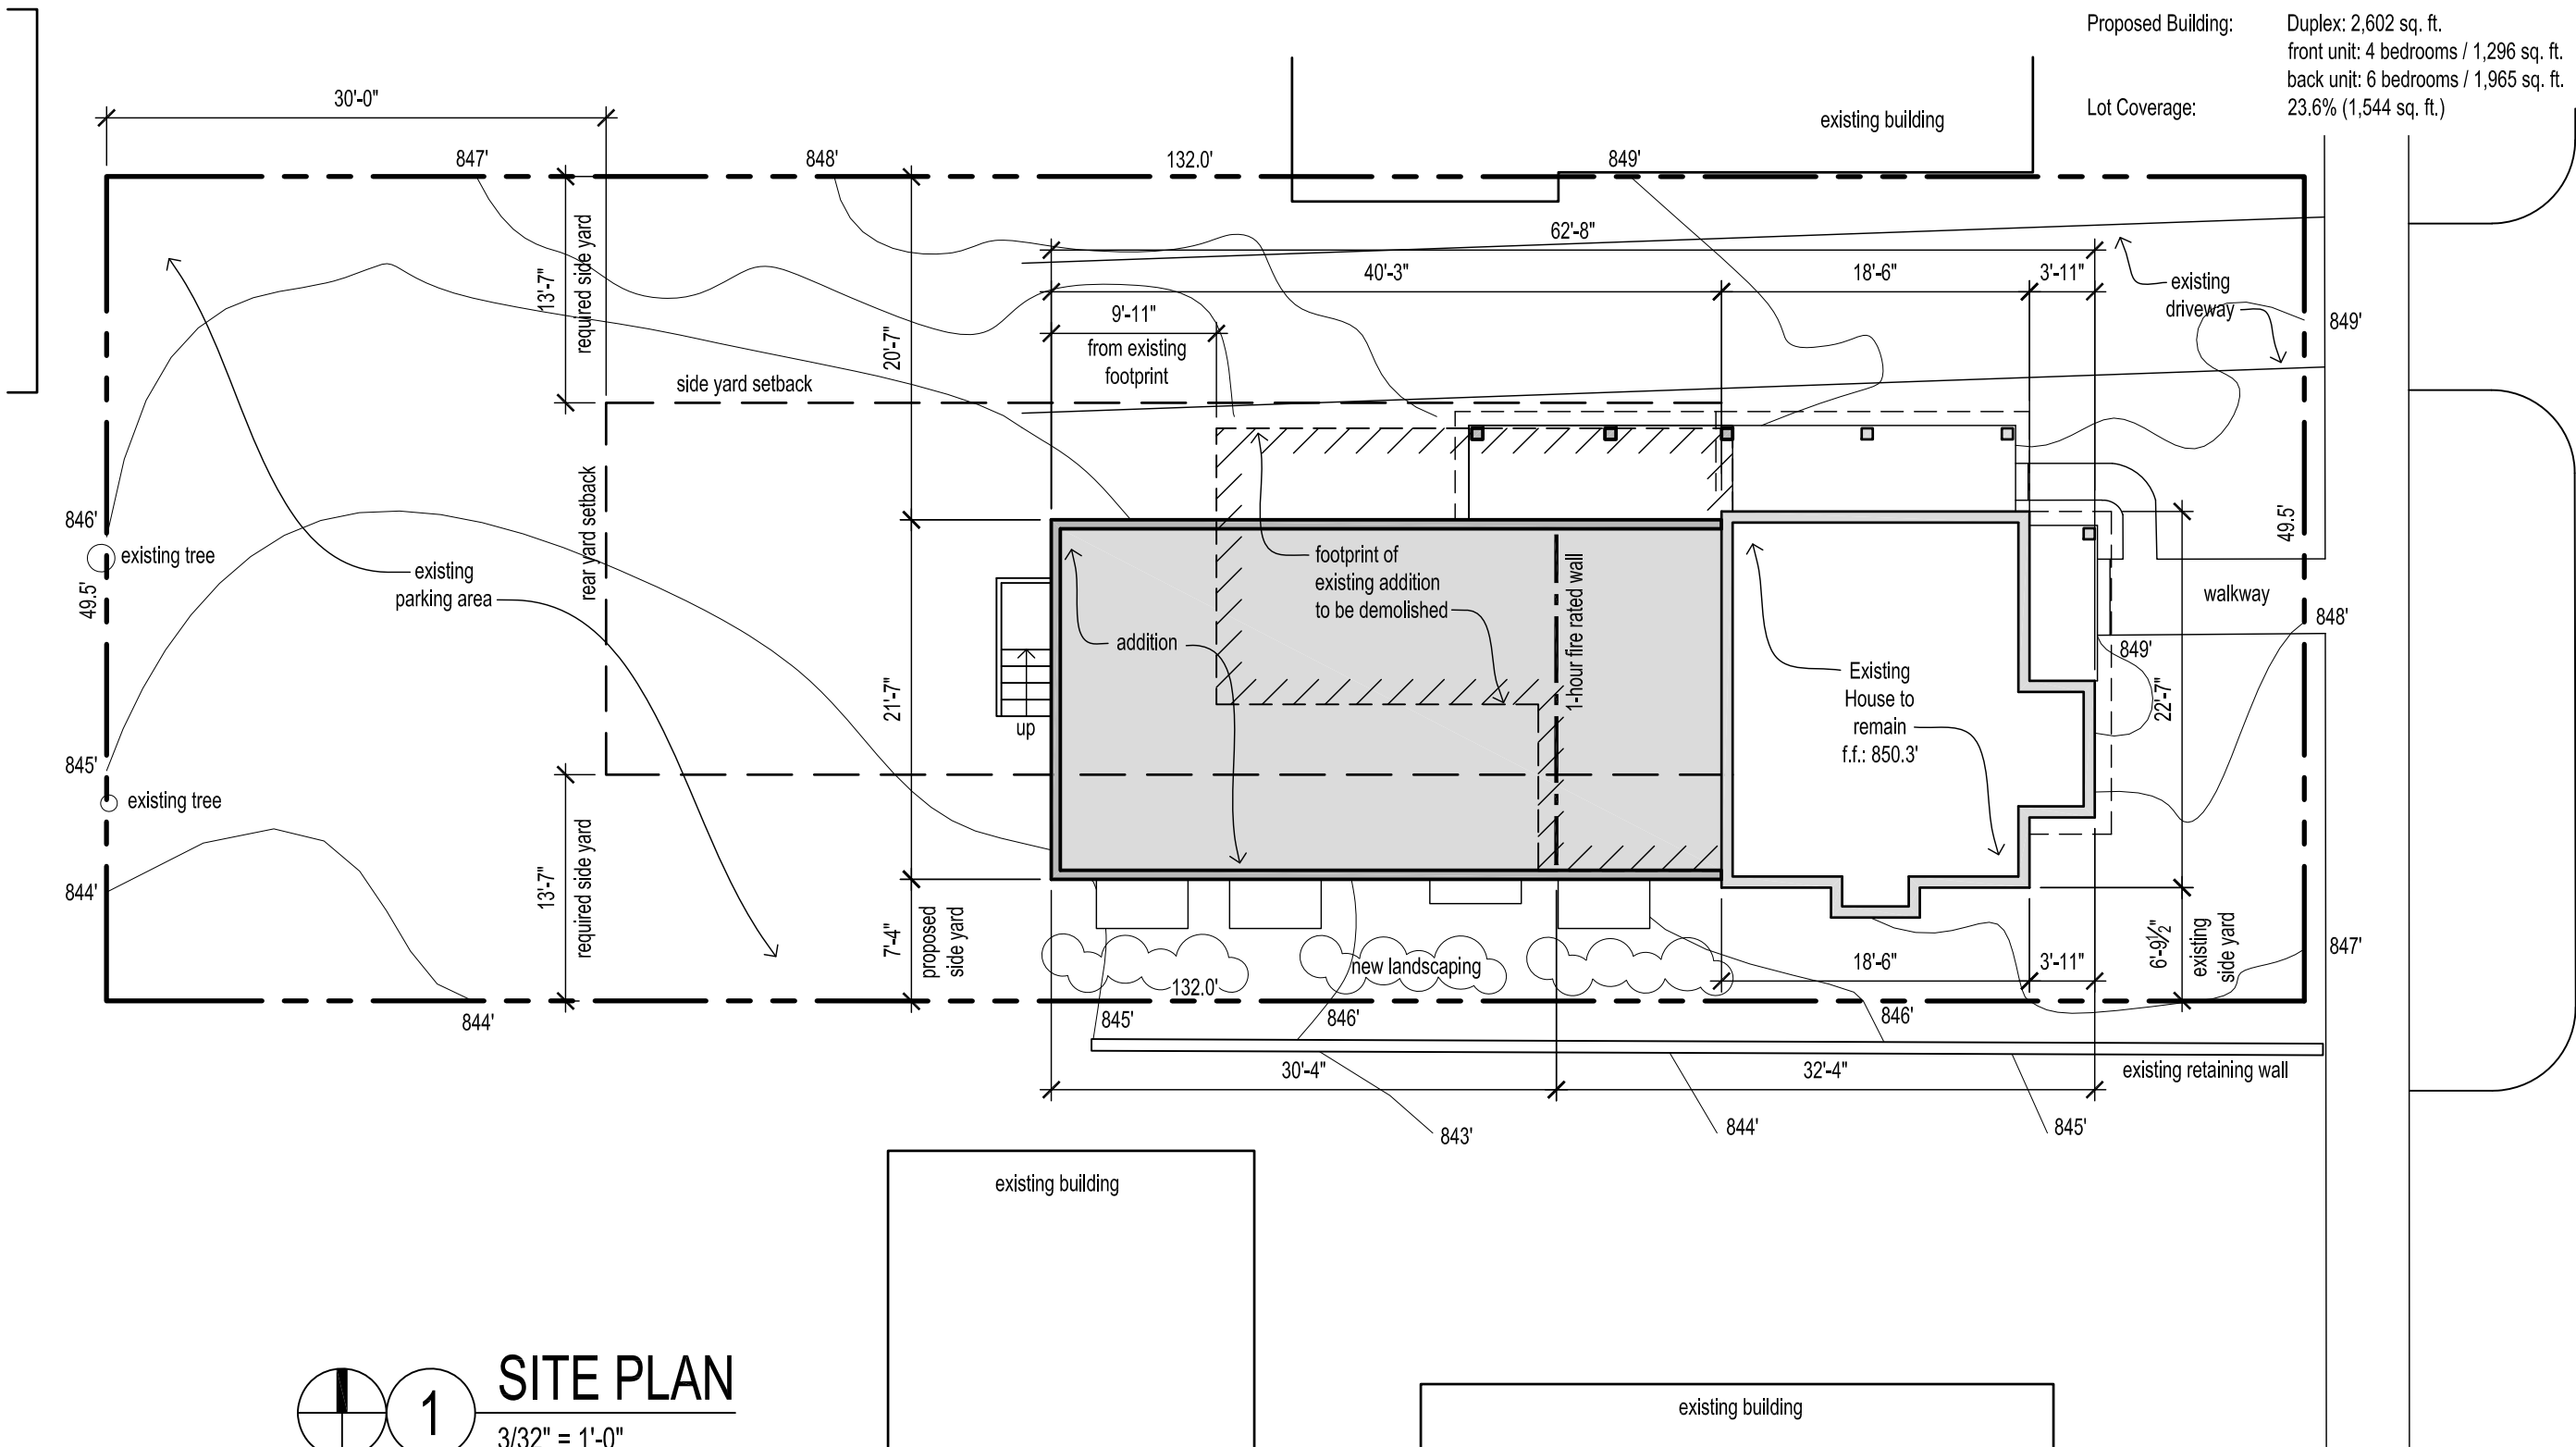 Proposed Building: Duplex: 2,602 sq. ft.
front unit: 4 bedrooms / 1,296 sq. ft.
back unit: 6 bedrooms / 1,965 sq. ft.
Lot Coverage: 23.6% (1,544 sq. ft.)
30'-0"
existing building
847'
848'
132.0'
849'
62'-8"
40'-3"
18'-6"
3'-11"
existing
driveway
849'
13'-7"
required side yard
20'-7"
9'-11"
from existing
footprint
side yard setback
rear yard setback
846'
existing tree
49.5'
existing
parking area
845'
existing tree
844'
13'-7"
required side yard
844'
21'-7"
7'-4"
proposed
side yard
up
addition
footprint of
existing addition
to be demolished
1-hour fire rated wall
Existing
House to
remain
f.f.: 850.3'
49.5'
walkway
848'
849'
22'-7"
6'-9½"
existing
side yard
847'
18'-6"
3'-11"
new landscaping
132.0'
845'
846'
846'
30'-4"
32'-4"
existing retaining wall
843'
844'
845'
existing building
existing building
1
SITE PLAN
3/32" = 1'-0"